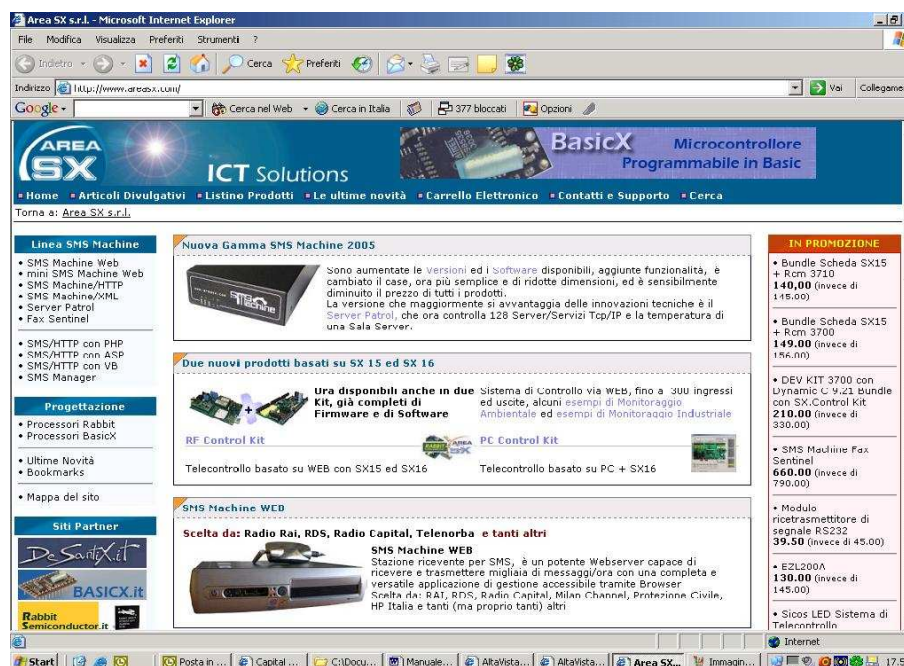 Area SX s.r.l. - Microsoft Internet Explorer
File Modifica Visualizza Preferiti Strumenti ?
Indietro Cerca Preferiti
Indirizzo http://www.areasx.com/ Vai Collegame
Google Cerca nel Web Cerca in Italia 377 bloccati Opzioni
AREA
SX
ICT Solutions
BasicX Microcontrollore
Programmabile in Basic
Home Articoli Divulgativi Listino Prodotti Le ultime novità Carrello Elettronico Contatti e Supporto Cerca
Torna a: Area SX s.r.l.
Linea SMS Machine
• SMS Machine Web
• mini SMS Machine Web
• SMS Machine/HTTP
• SMS Machine/XML
• Server Patrol
• Fax Sentinel
• SMS/HTTP con PHP
• SMS/HTTP con ASP
• SMS/HTTP con VB
• SMS Manager
Progettazione
• Processori Rabbit
• Processori BasicX
• Ultime Novità
• Bookmarks
• Mappa del sito
Siti Partner
DeSantiX.it
BASICX.it
Rabbit
Semiconductor.it
Nuova Gamma SMS Machine 2005
Sono aumentate le Versioni ed i Software disponibili, aggiunte funzionalità, è
cambiato il case, ora più semplice e di ridotte dimensioni, ed è sensibilmente
diminuito il prezzo di tutti i prodotti.
La versione che maggiormente si avvantaggia delle innovazioni tecniche è il
Server Patrol, che ora controlla 128 Server/Servizi Tcp/IP e la temperatura di
una Sala Server.
Due nuovi prodotti basati su SX 15 ed SX 16
Ora disponibili anche in due
Kit, già completi di
Firmware e di Software
Sistema di Controllo via WEB, fino a 300 ingressi
ed uscite, alcuni esempi di Monitoraggio
Ambientale ed esempi di Monitoraggio Industriale
RF Control Kit
Telecontrollo basato su WEB con SX15 ed SX16
PC Control Kit
Telecontrollo basato su PC + SX16
SMS Machine WEB
Scelta da: Radio Rai, RDS, Radio Capital, Telenorba e tanti altri
SMS Machine WEB
Stazione ricevente per SMS, è un potente Webserver capace di
ricevere e trasmettere migliaia di messaggi/ora con una completa e
versatile applicazione di gestione accessibile tramite Browser
Scelta da: RAI, RDS, Radio Capital, Milan Channel, Protezione Civile,
HP Italia e tanti (ma proprio tanti) altri
IN PROMOZIONE
• Bundle Scheda SX15
+ Rcm 3710
140,00 (invece di
145.00)
• Bundle Scheda SX15
+ Rcm 3700
149.00 (invece di
156.00)
• DEV KIT 3700 con
Dynamic C 9.21 Bundle
con SX.Control Kit
210.00 (invece di
330.00)
• SMS Machine Fax
Sentinel
660.00 (invece di
790.00)
• Modulo
ricetrasmettitore di
segnale RS232
39.50 (invece di 45.00)
• EZL200A
130.00 (invece di
145.00)
• Sicos LED Sistema di
Telecontrollo
Internet
Start Posta in ... Capital ... C:\Docu... Manuale... AltaVista... AltaVista... Area SX... Immagin... 17.5